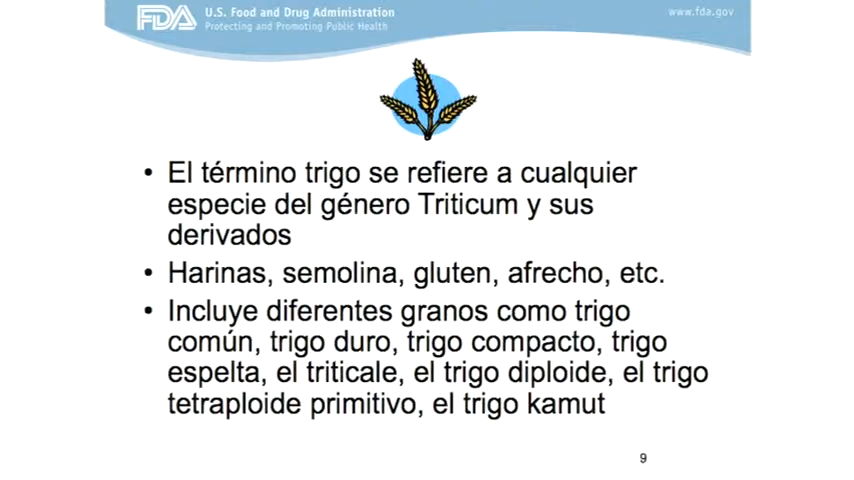 FDA
U.S. Food and Drug Administration
Protecting and Promoting Public Health
www.fda.gov
• El término trigo se refiere a cualquier
especie del género Triticum y sus
derivados
• Harinas, semolina, gluten, afrecho, etc.
• Incluye diferentes granos como trigo
común, trigo duro, trigo compacto, trigo
espelta, el triticale, el trigo diploide, el trigo
tetraploide primitivo, el trigo kamut
9